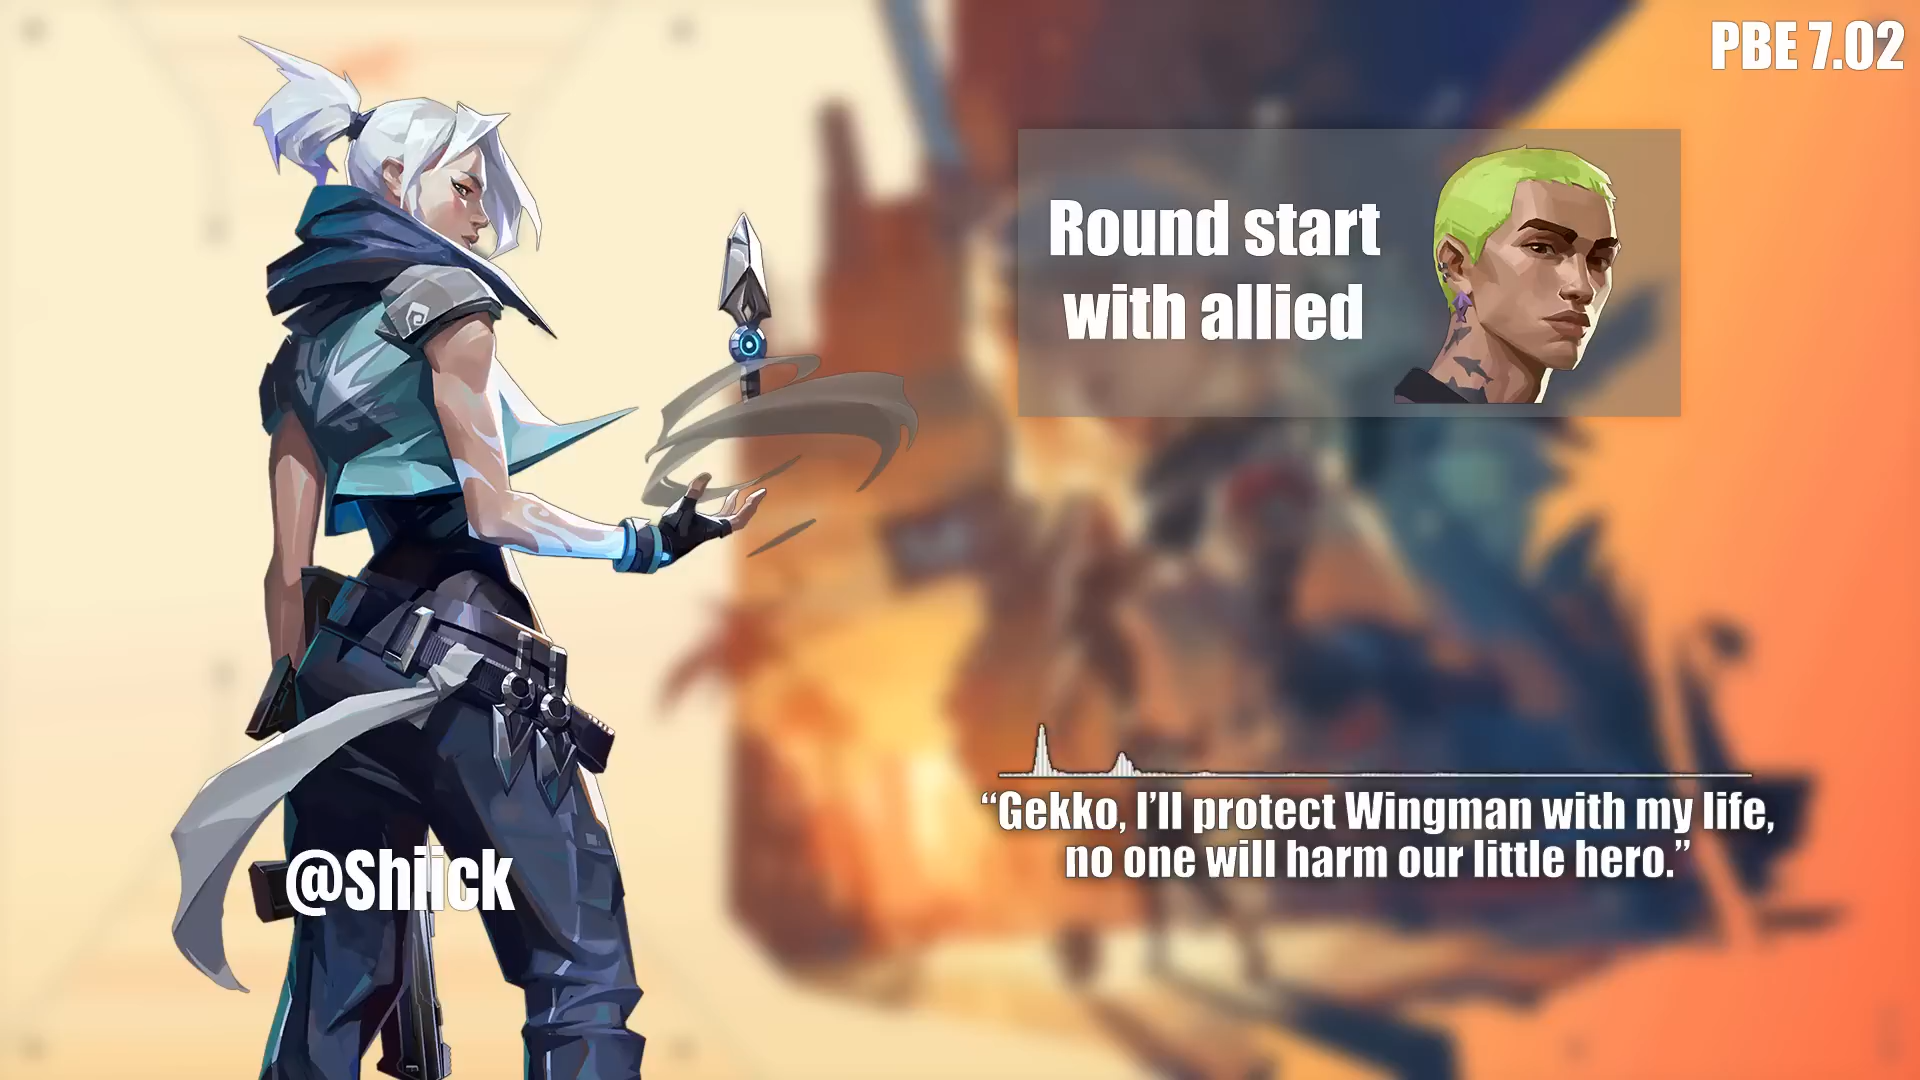 PBE 7.02
Round start
with allied
“Gekko, I’ll protect Wingman with my life,
no one will harm our little hero.”
@Shiick